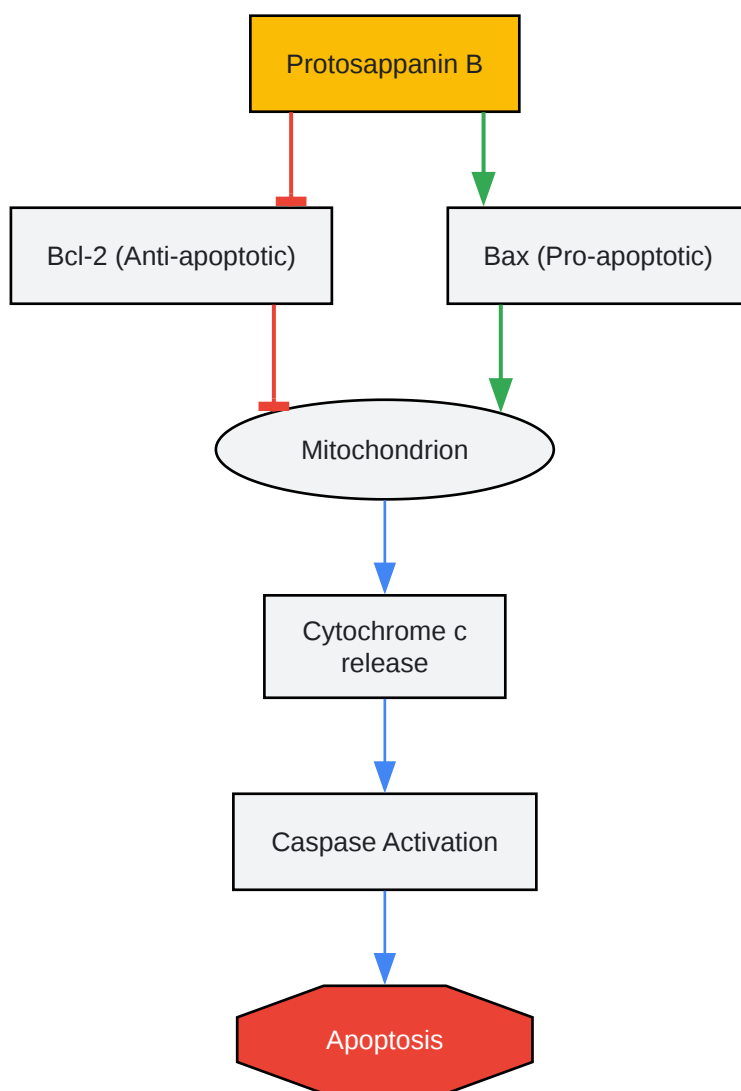 Protosappanin B
Bcl-2 (Anti-apoptotic)
Bax (Pro-apoptotic)
Mitochondrion
Cytochrome c
release
Caspase Activation
Apoptosis